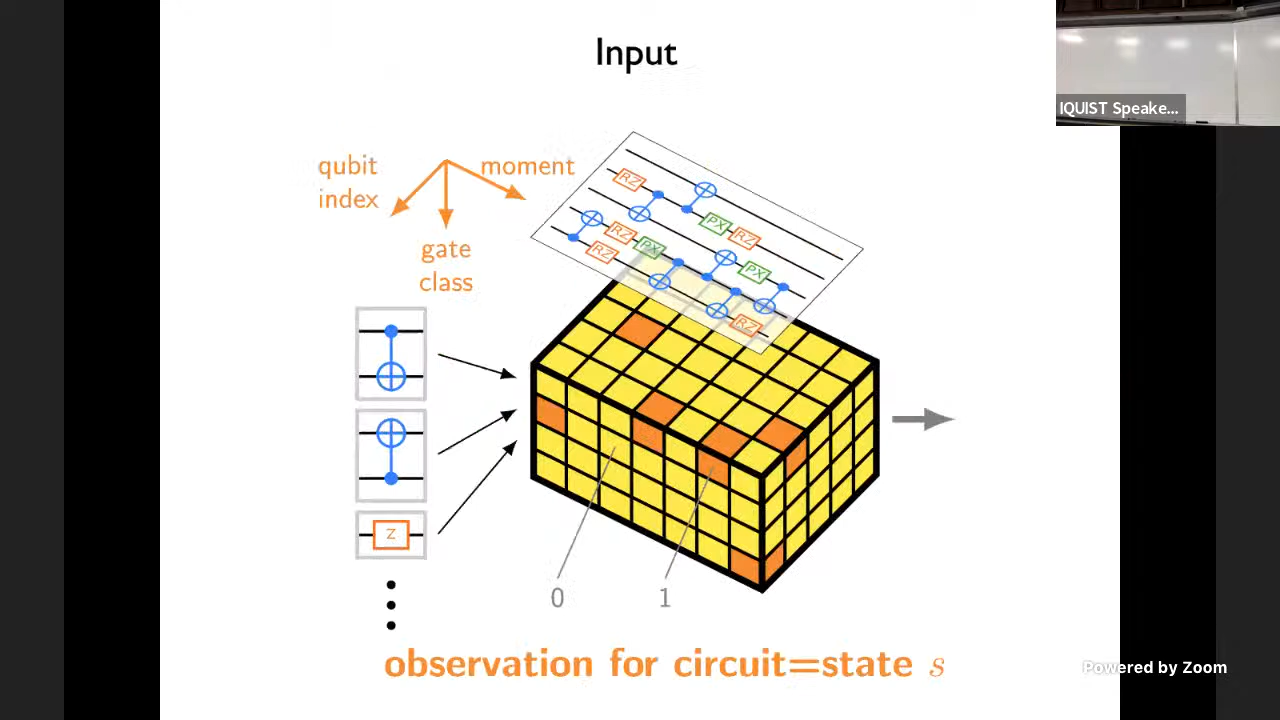 Input
IQUIST Speake...
qubit
index
moment
gate
class
RZ
PX
RZ
RZ
PX
RZ
PX
RZ
Z
0
1
observation for circuit=state s
Powered by Zoom